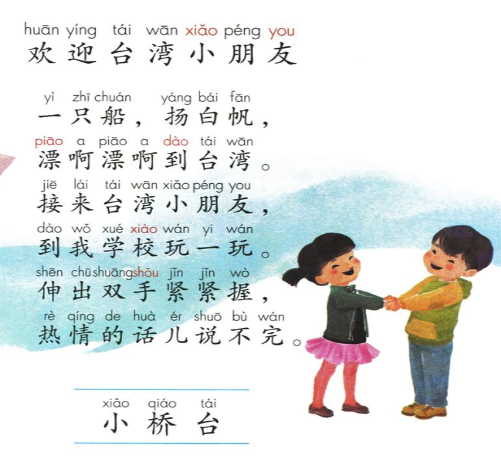 huān yíng tái wān xiǎo péng you
欢迎台湾小朋友
yì zhī chuán yáng bái fān
一只船，扬白帆，
piāo a piāo a dào tái wān
漂啊漂啊到台湾。
jiē lái tái wān xiǎo péng you
接来台湾小朋友，
dào wǒ xué xiào wán yi wán
到我学校玩一玩。
shēn chū shuāng shǒu jǐn jǐn wò
伸出双手紧紧握，
rè qíng de huà ér shuō bù wán
热情的话儿说不完。
xiǎo qiáo tái
小桥台